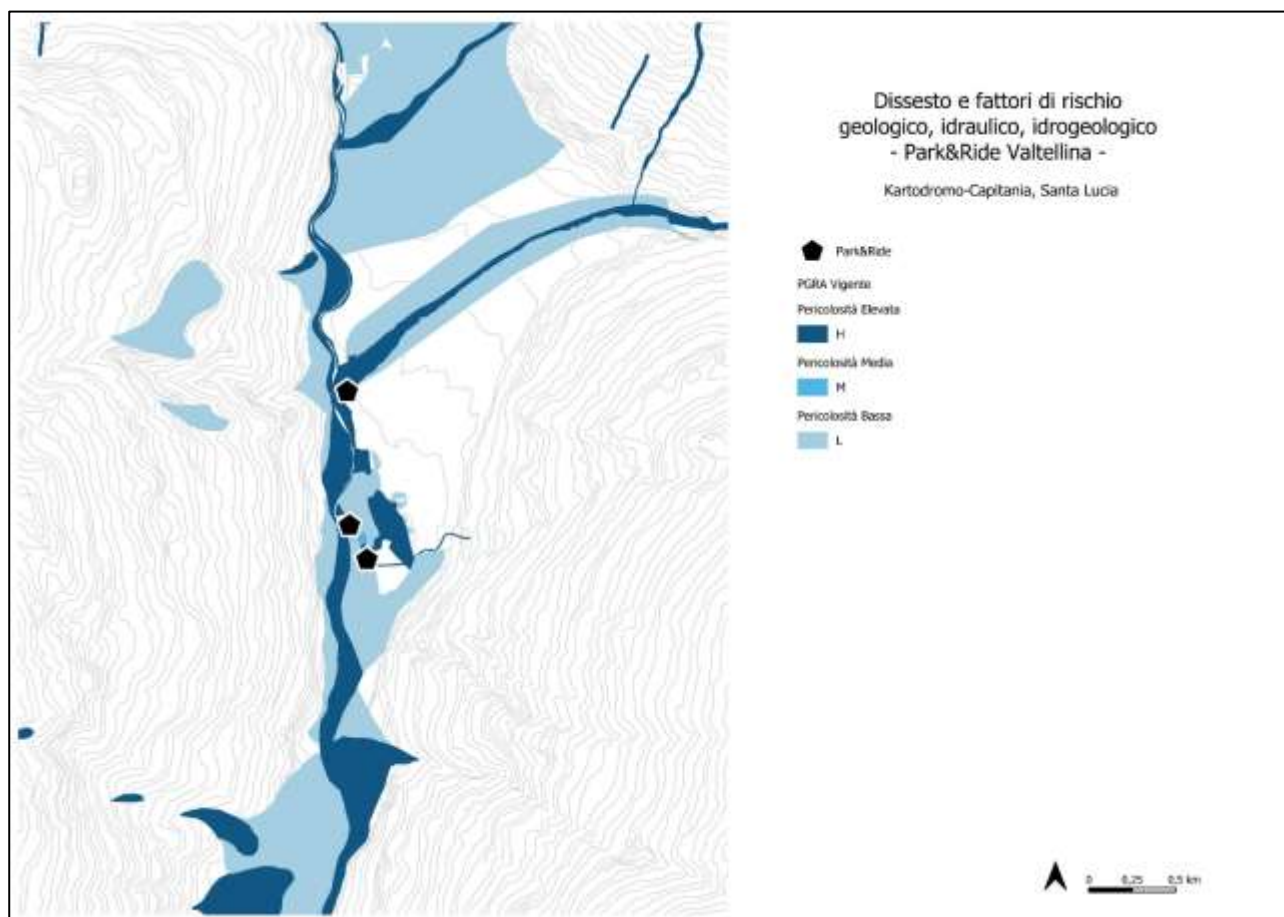 Dissesto e fattori di rischio
geologico, idraulico, idrogeologico
- Park&Ride Valtellina -
Kartodromo-Capitania, Santa Lucia
Park&Ride
PGRA Vigente
Pericolosità Elevata
H
Pericolosità Media
M
Pericolosità Bassa
L
0 0,25 0,5 km